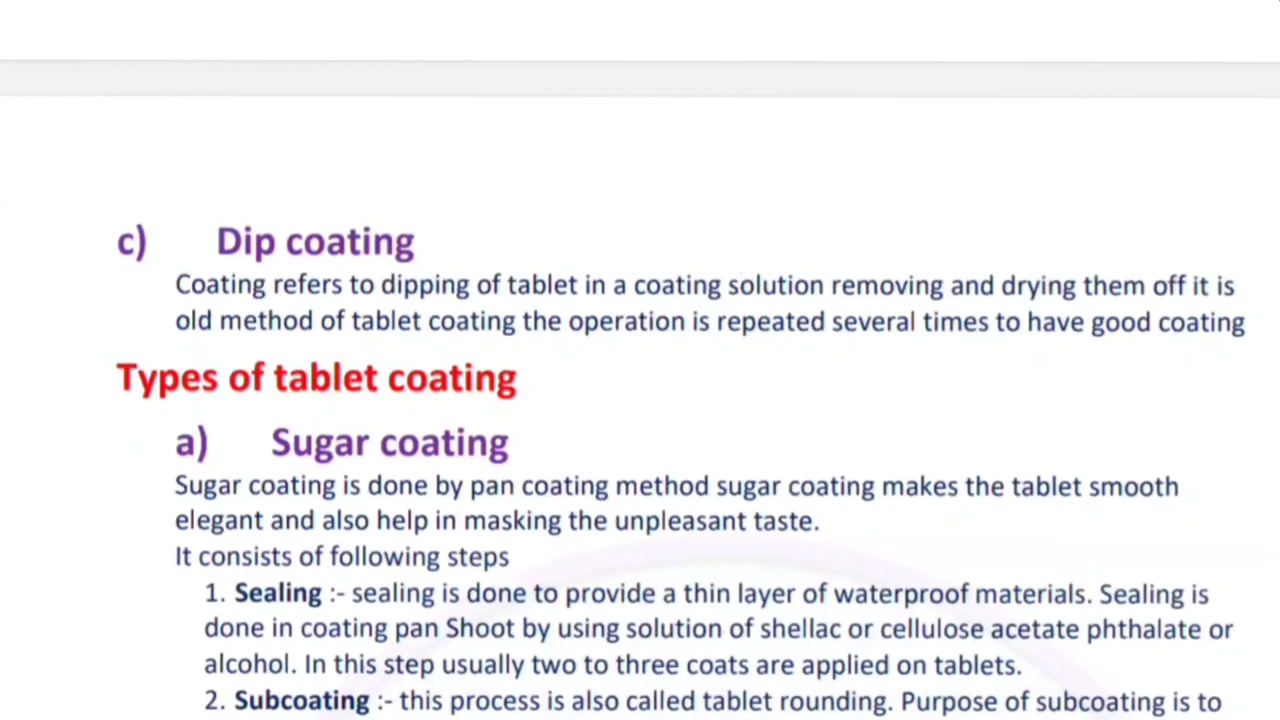 c) Dip coating
Coating refers to dipping of tablet in a coating solution removing and drying them off it is
old method of tablet coating the operation is repeated several times to have good coating
Types of tablet coating
a) Sugar coating
Sugar coating is done by pan coating method sugar coating makes the tablet smooth
elegant and also help in masking the unpleasant taste.
It consists of following steps
1. Sealing :- sealing is done to provide a thin layer of waterproof materials. Sealing is
done in coating pan Shoot by using solution of shellac or cellulose acetate phthalate or
alcohol. In this step usually two to three coats are applied on tablets.
2. Subcoating :- this process is also called tablet rounding. Purpose of subcoating is to